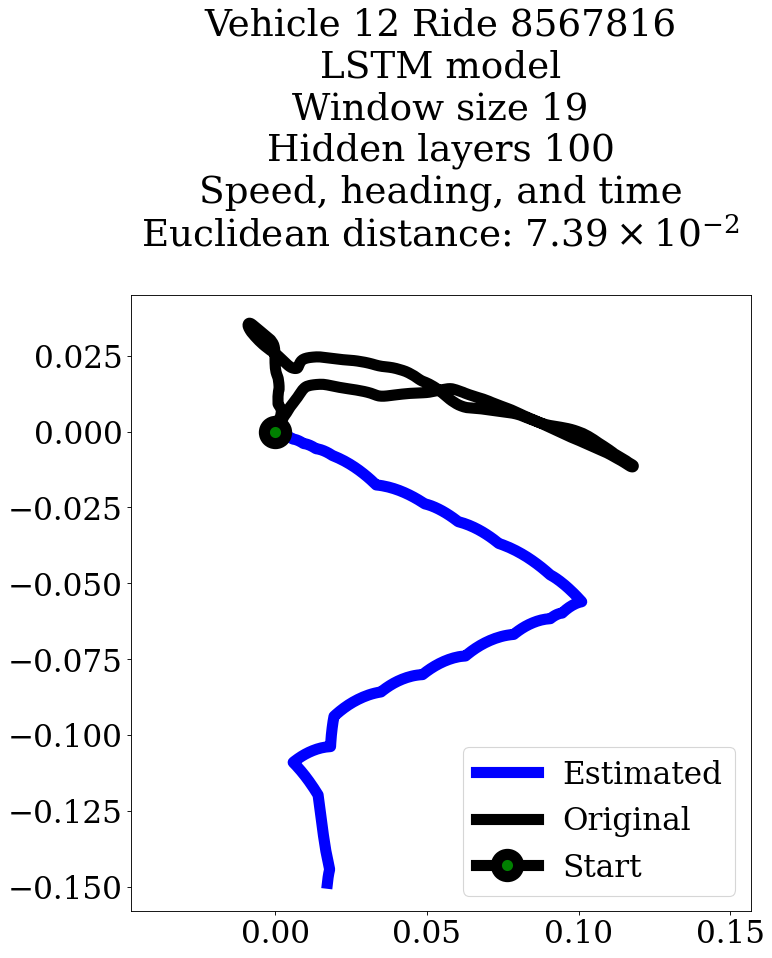 Vehicle 12 Ride 8567816
LSTM model
Window size 19
Hidden layers 100
Speed, heading, and time
Euclidean distance: 7.39 × 10⁻²
0.025
0.000
−0.025
−0.050
−0.075
−0.100
−0.125
−0.150
Estimated
Original
Start
0.00 0.05 0.10 0.15